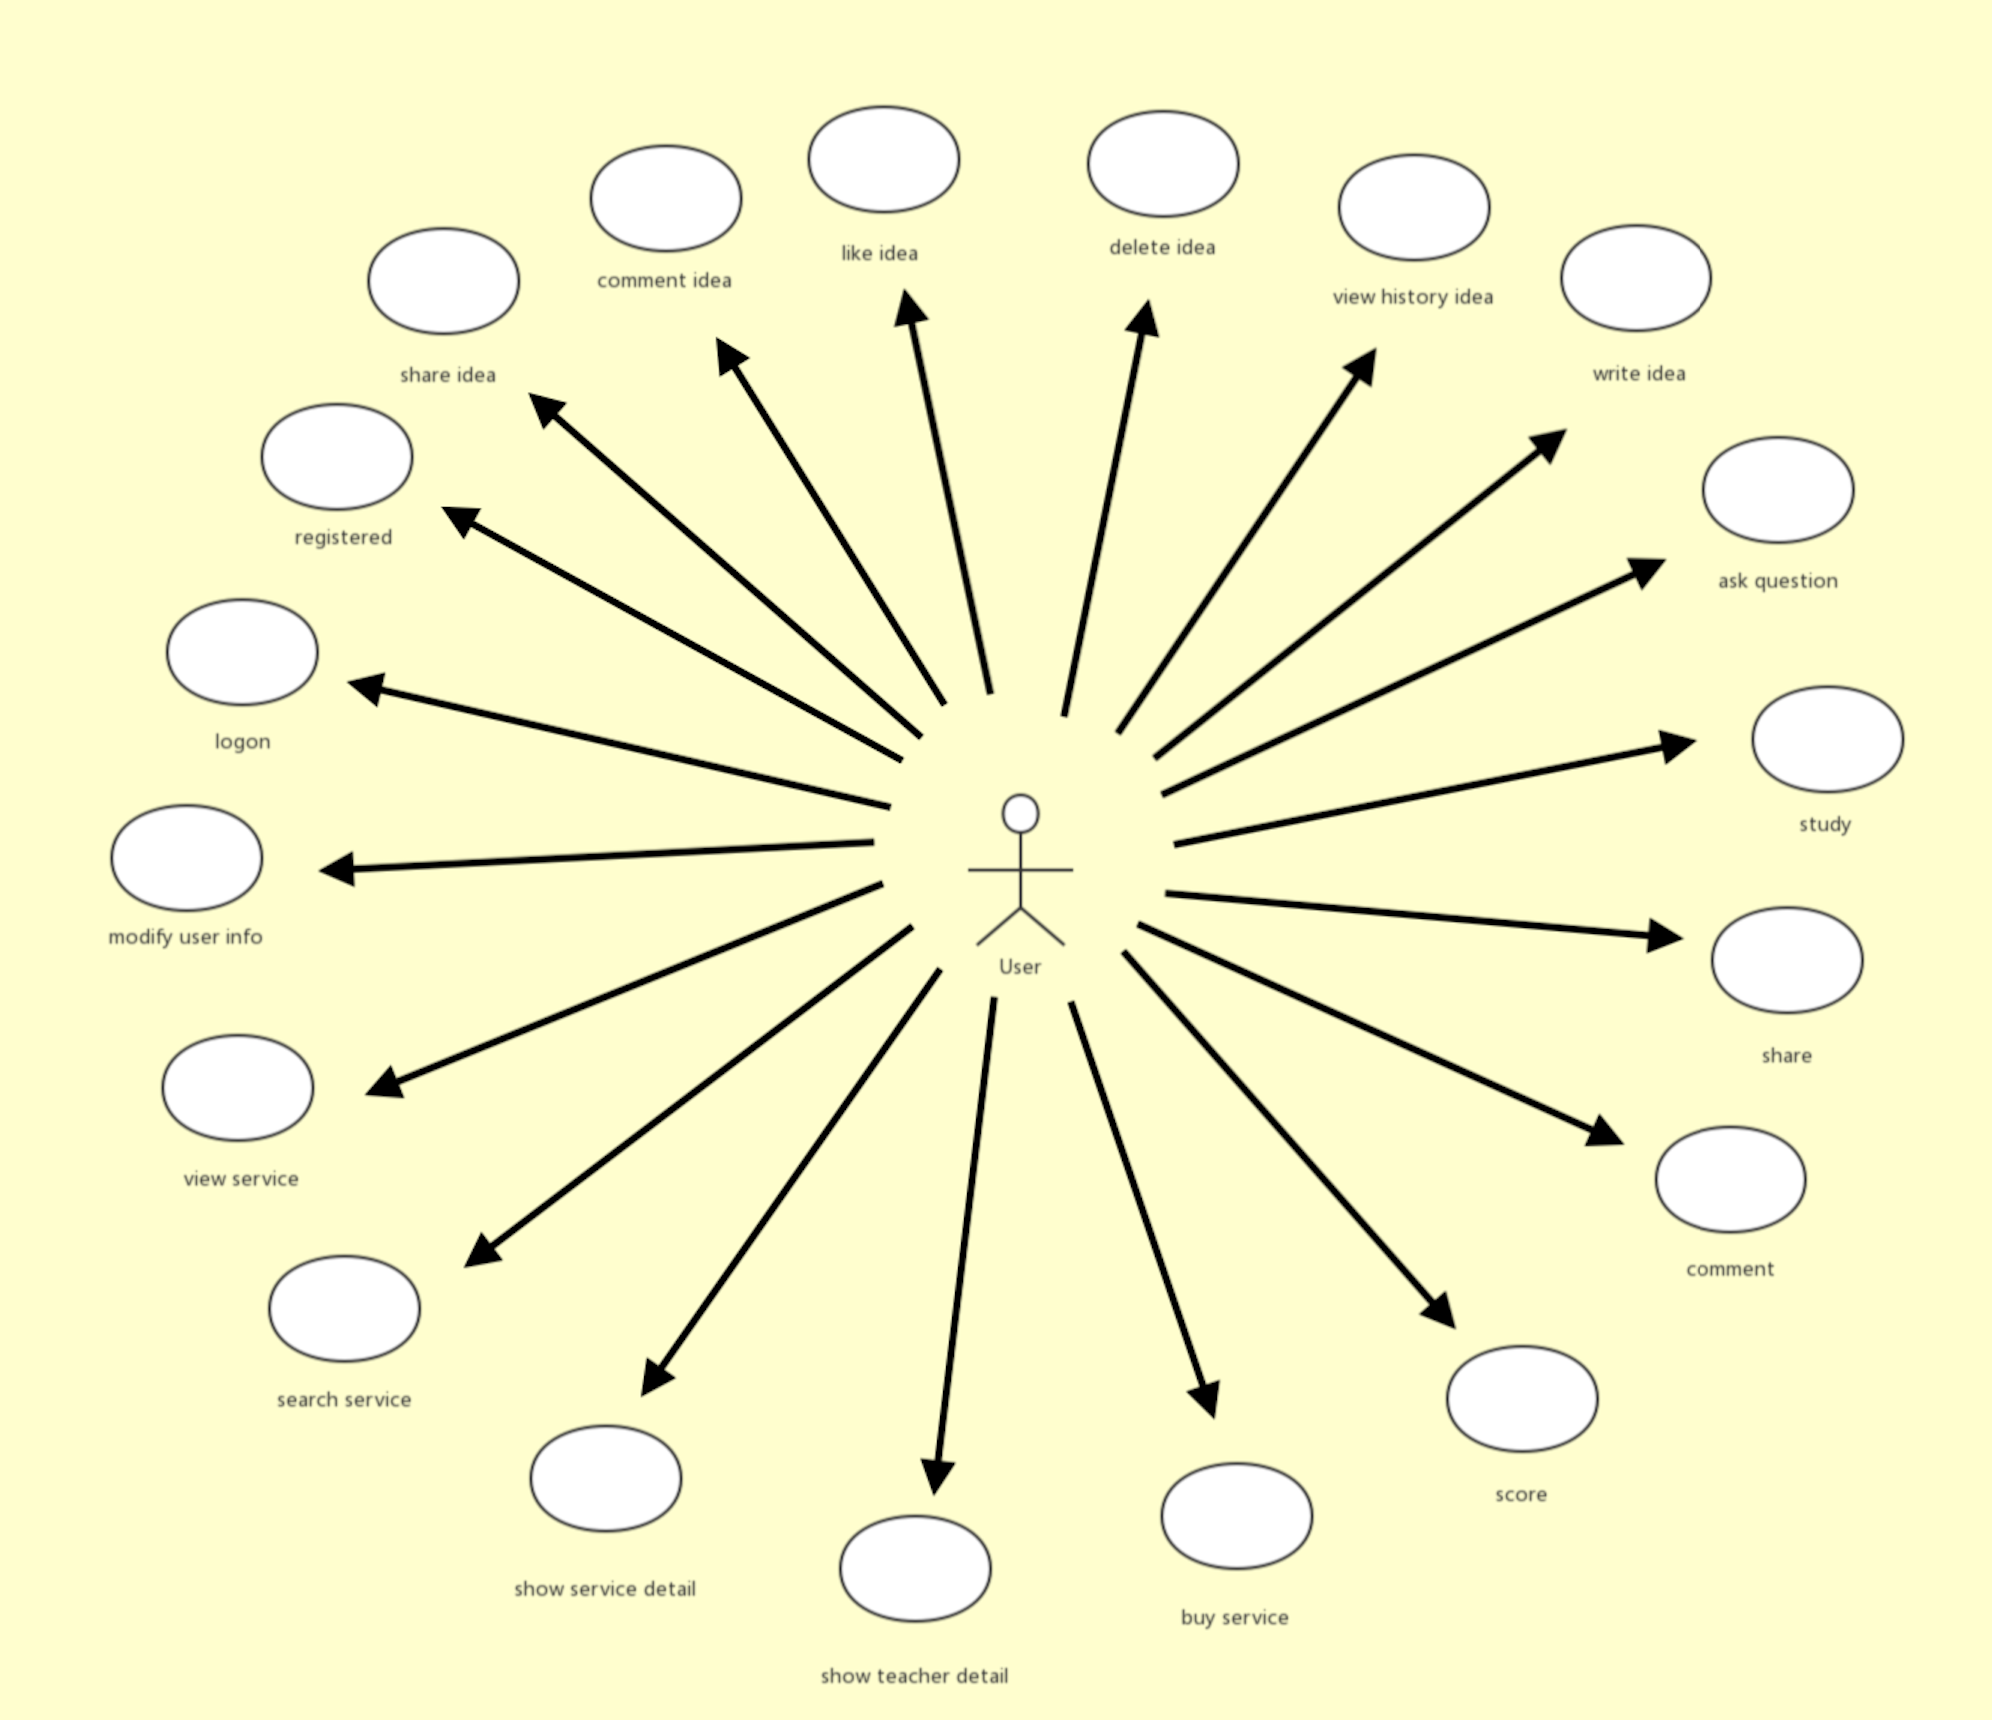 like idea
delete idea
comment idea
view history idea
share idea
write idea
registered
ask question
logon
study
modify user info
User
share
view service
comment
search service
score
show service detail
buy service
show teacher detail